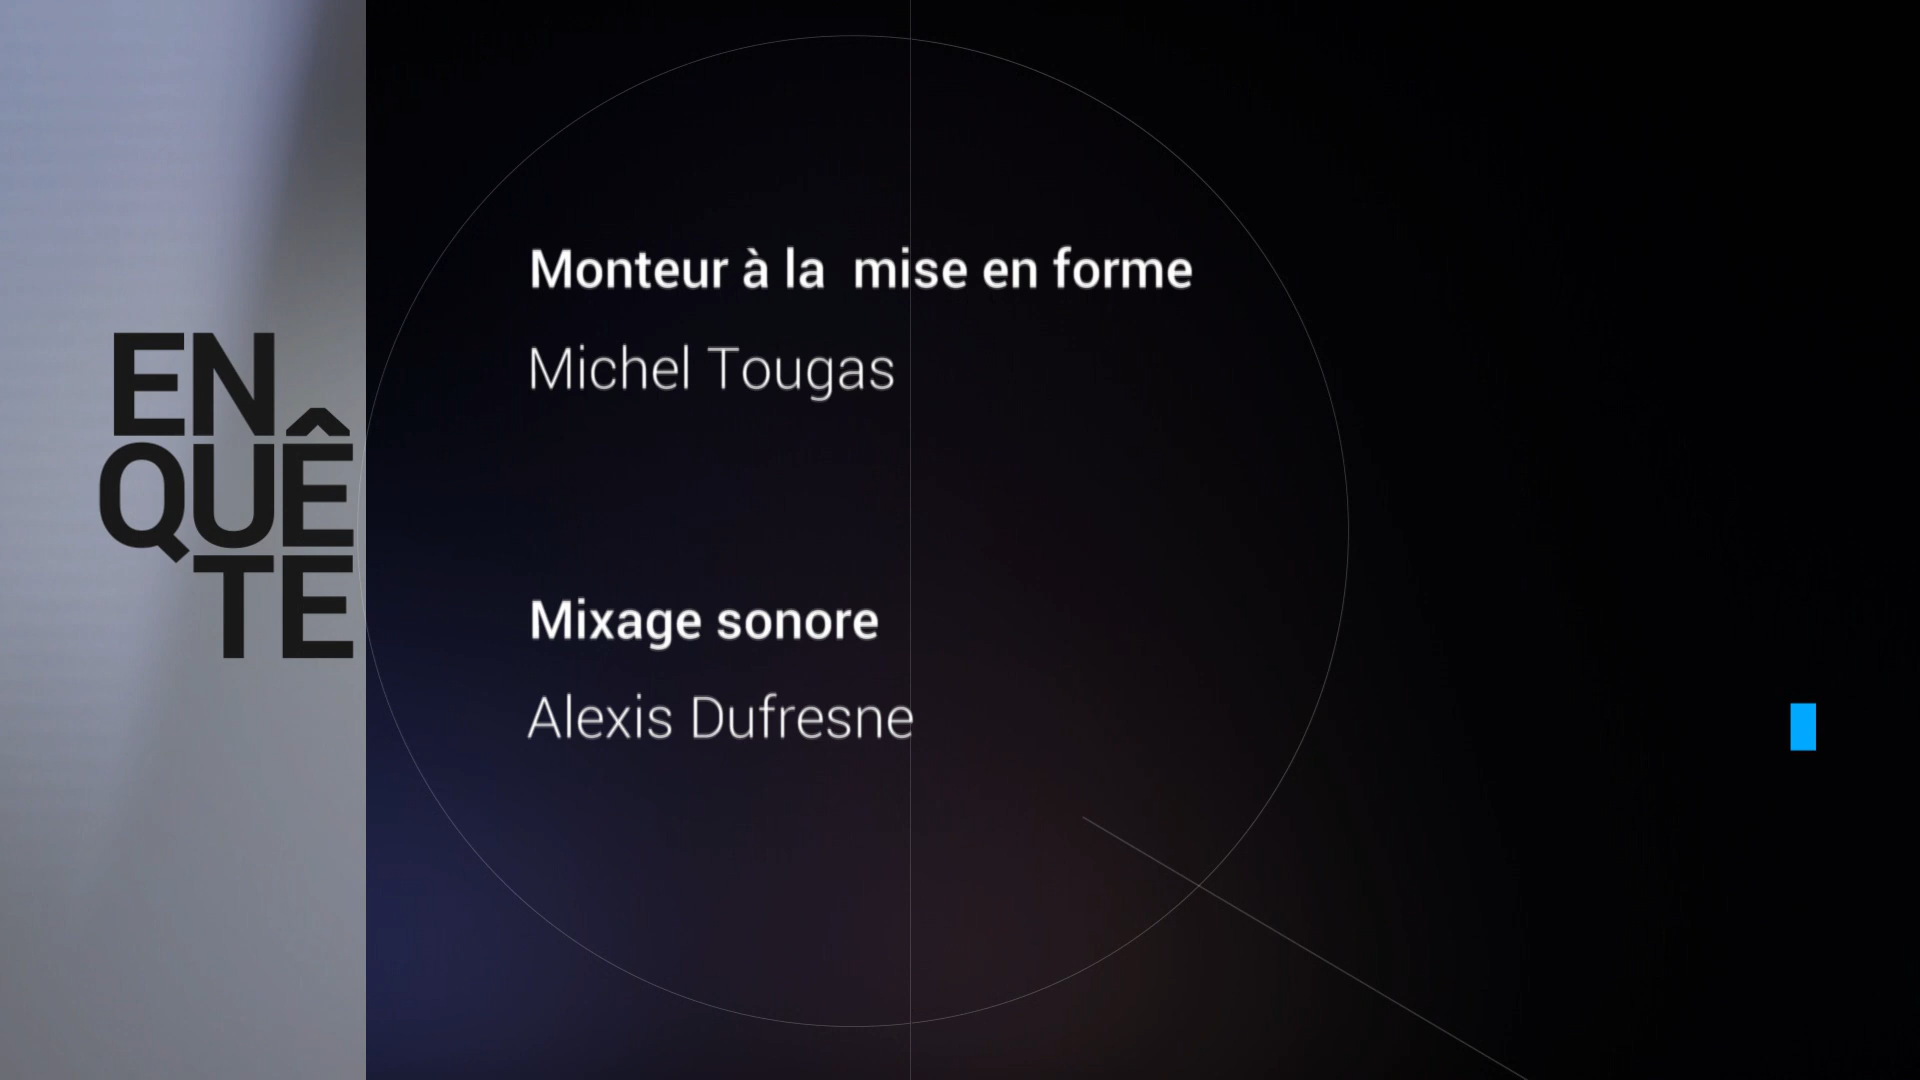 EN
QUÊ
TE
Monteur à la  mise en forme
Michel Tougas
Mixage sonore
Alexis Dufresne